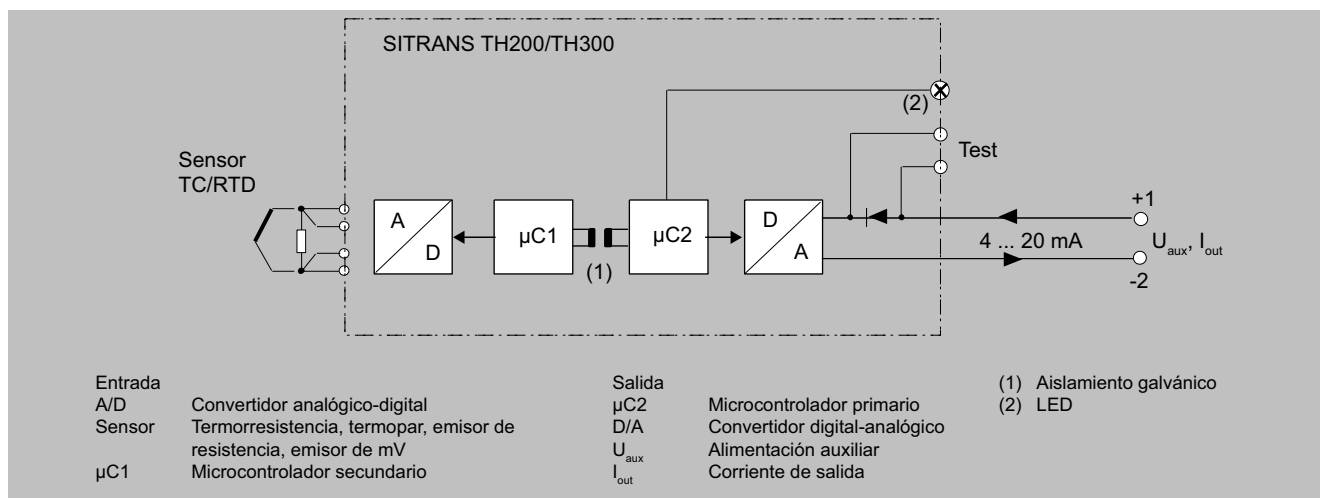 SITRANS TH200/TH300
(2)
Test
Sensor
TC/RTD
A
D
µC1
(1)
µC2
D
A
4 ... 20 mA
+1
Uaux, Iout
-2
Entrada
A/D Convertidor analógico-digital
Sensor Termorresistencia, termopar, emisor de
resistencia, emisor de mV
µC1 Microcontrolador secundario
Salida
µC2 Microcontrolador primario
D/A Convertidor digital-analógico
Uaux Alimentación auxiliar
Iout Corriente de salida
(1) Aislamiento galvánico
(2) LED